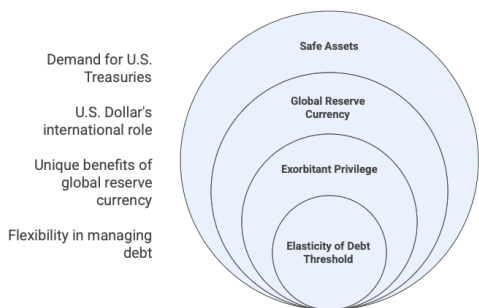 Safe Assets
Demand for U.S.
Treasuries
Global Reserve
Currency
U.S. Dollar's
international role
Exorbitant Privilege
Unique benefits of
global reserve
currency
Elasticity of Debt
Threshold
Flexibility in managing
debt